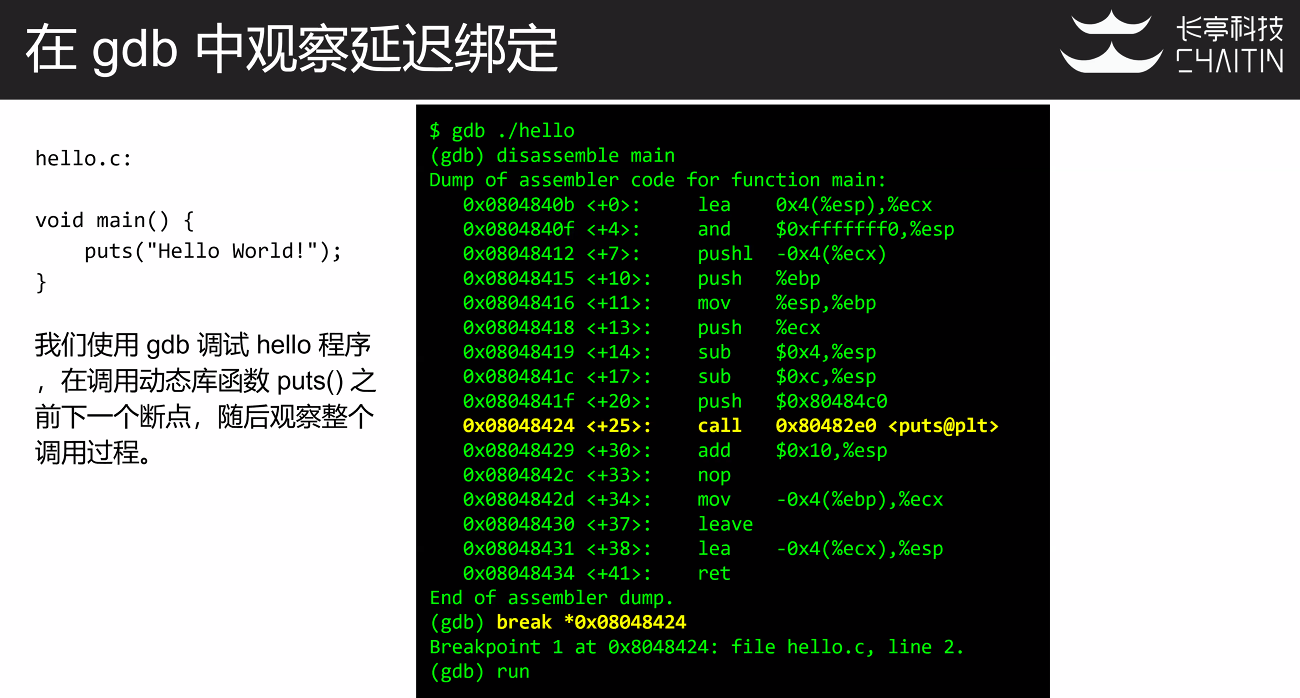 在 gdb 中观察延迟绑定
长亭科技
CHAITIN
hello.c:
void main() {
    puts("Hello World!");
}
我们使用 gdb 调试 hello 程序
，在调用动态库函数 puts() 之
前下一个断点，随后观察整个
调用过程。
$ gdb ./hello
(gdb) disassemble main
Dump of assembler code for function main:
   0x0804840b <+0>:     lea    0x4(%esp),%ecx
   0x0804840f <+4>:     and    $0xfffffff0,%esp
   0x08048412 <+7>:     pushl  -0x4(%ecx)
   0x08048415 <+10>:    push   %ebp
   0x08048416 <+11>:    mov    %esp,%ebp
   0x08048418 <+13>:    push   %ecx
   0x08048419 <+14>:    sub    $0x4,%esp
   0x0804841c <+17>:    sub    $0xc,%esp
   0x0804841f <+20>:    push   $0x80484c0
   0x08048424 <+25>:    call   0x80482e0 <puts@plt>
   0x08048429 <+30>:    add    $0x10,%esp
   0x0804842c <+33>:    nop
   0x0804842d <+34>:    mov    -0x4(%ebp),%ecx
   0x08048430 <+37>:    leave
   0x08048431 <+38>:    lea    -0x4(%ecx),%esp
   0x08048434 <+41>:    ret
End of assembler dump.
(gdb) break *0x08048424
Breakpoint 1 at 0x8048424: file hello.c, line 2.
(gdb) run